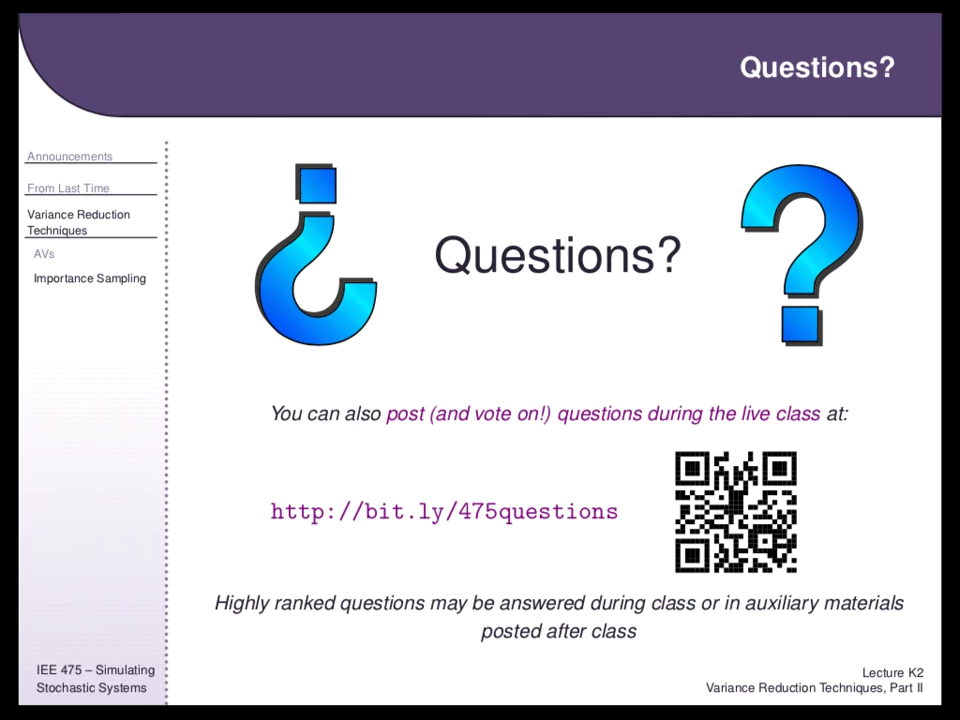 Questions?
Announcements
From Last Time
Variance Reduction
Techniques
AVs
Importance Sampling
¿
Questions?
?
You can also post (and vote on!) questions during the live class at:
http://bit.ly/475questions
Highly ranked questions may be answered during class or in auxiliary materials
posted after class
IEE 475 – Simulating
Stochastic Systems
Lecture K2
Variance Reduction Techniques, Part II